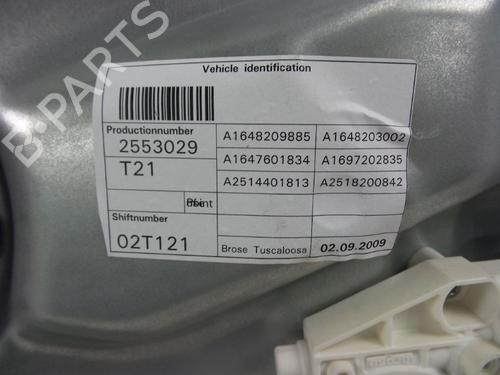 B-PARTS
Vehicle identification
Productionnumber
2553029
T21
Shiftnumber
02T121
A1648209885 A1648203002
A1647601834 A1697202835
A2514401813 A2518200842
Brose Tuscaloosa 02.09.2009